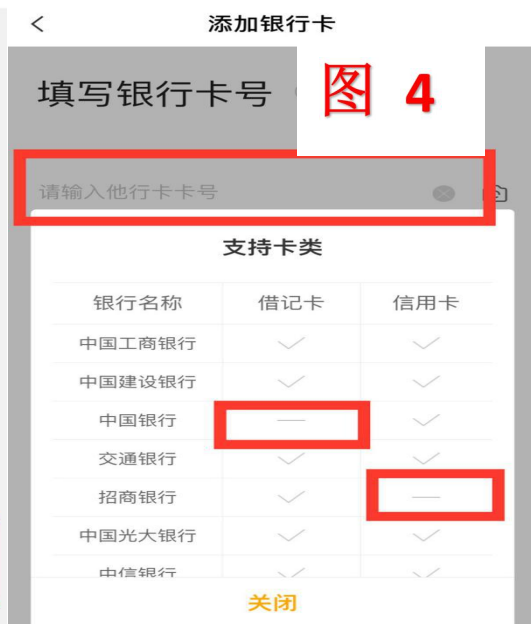 添加银行卡
填写银行卡号
图 4
请输入他行卡卡号
支持卡类
银行名称 借记卡 信用卡
中国工商银行
中国建设银行
中国银行
交通银行
招商银行
中国光大银行
中信银行
关闭